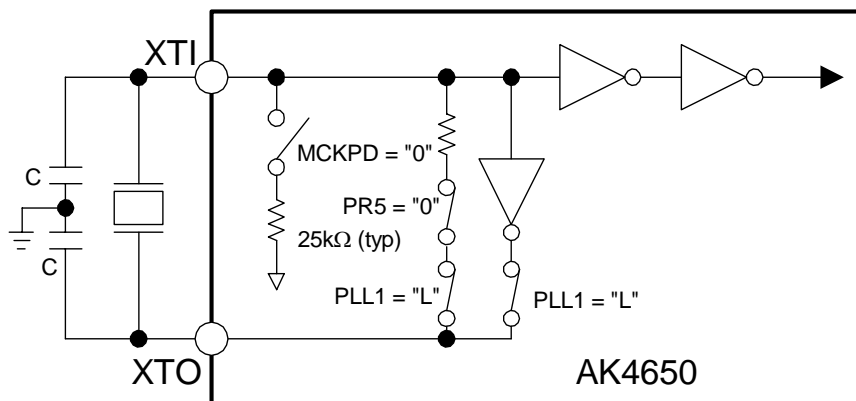 XTI
MCKPD = "0"
C
PR5 = "0"
25kΩ (typ)
C
PLL1 = "L"
PLL1 = "L"
XTO
AK4650